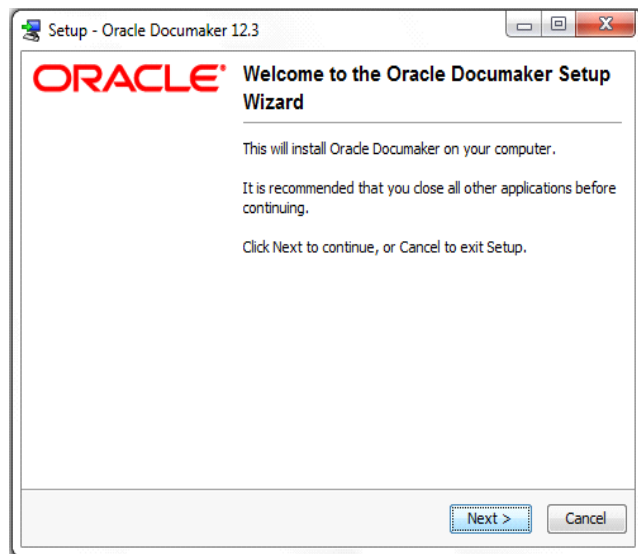 Setup - Oracle Documaker 12.3
ORACLE®
Welcome to the Oracle Documaker Setup
Wizard
This will install Oracle Documaker on your computer.
It is recommended that you close all other applications before
continuing.
Click Next to continue, or Cancel to exit Setup.
Next >
Cancel